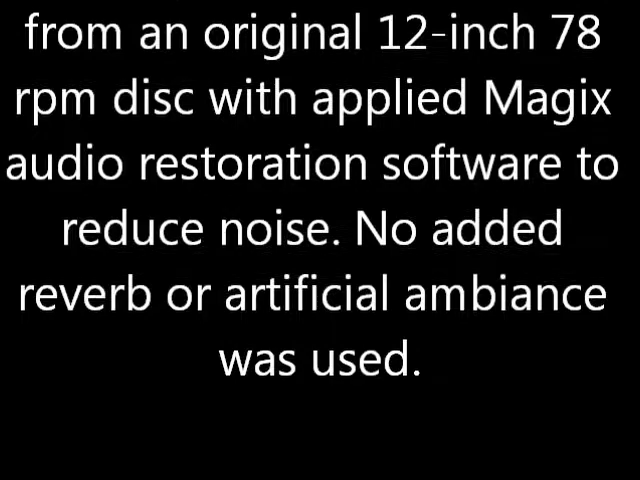 from an original 12-inch 78
rpm disc with applied Magix
audio restoration software to
reduce noise. No added
reverb or artificial ambiance
was used.